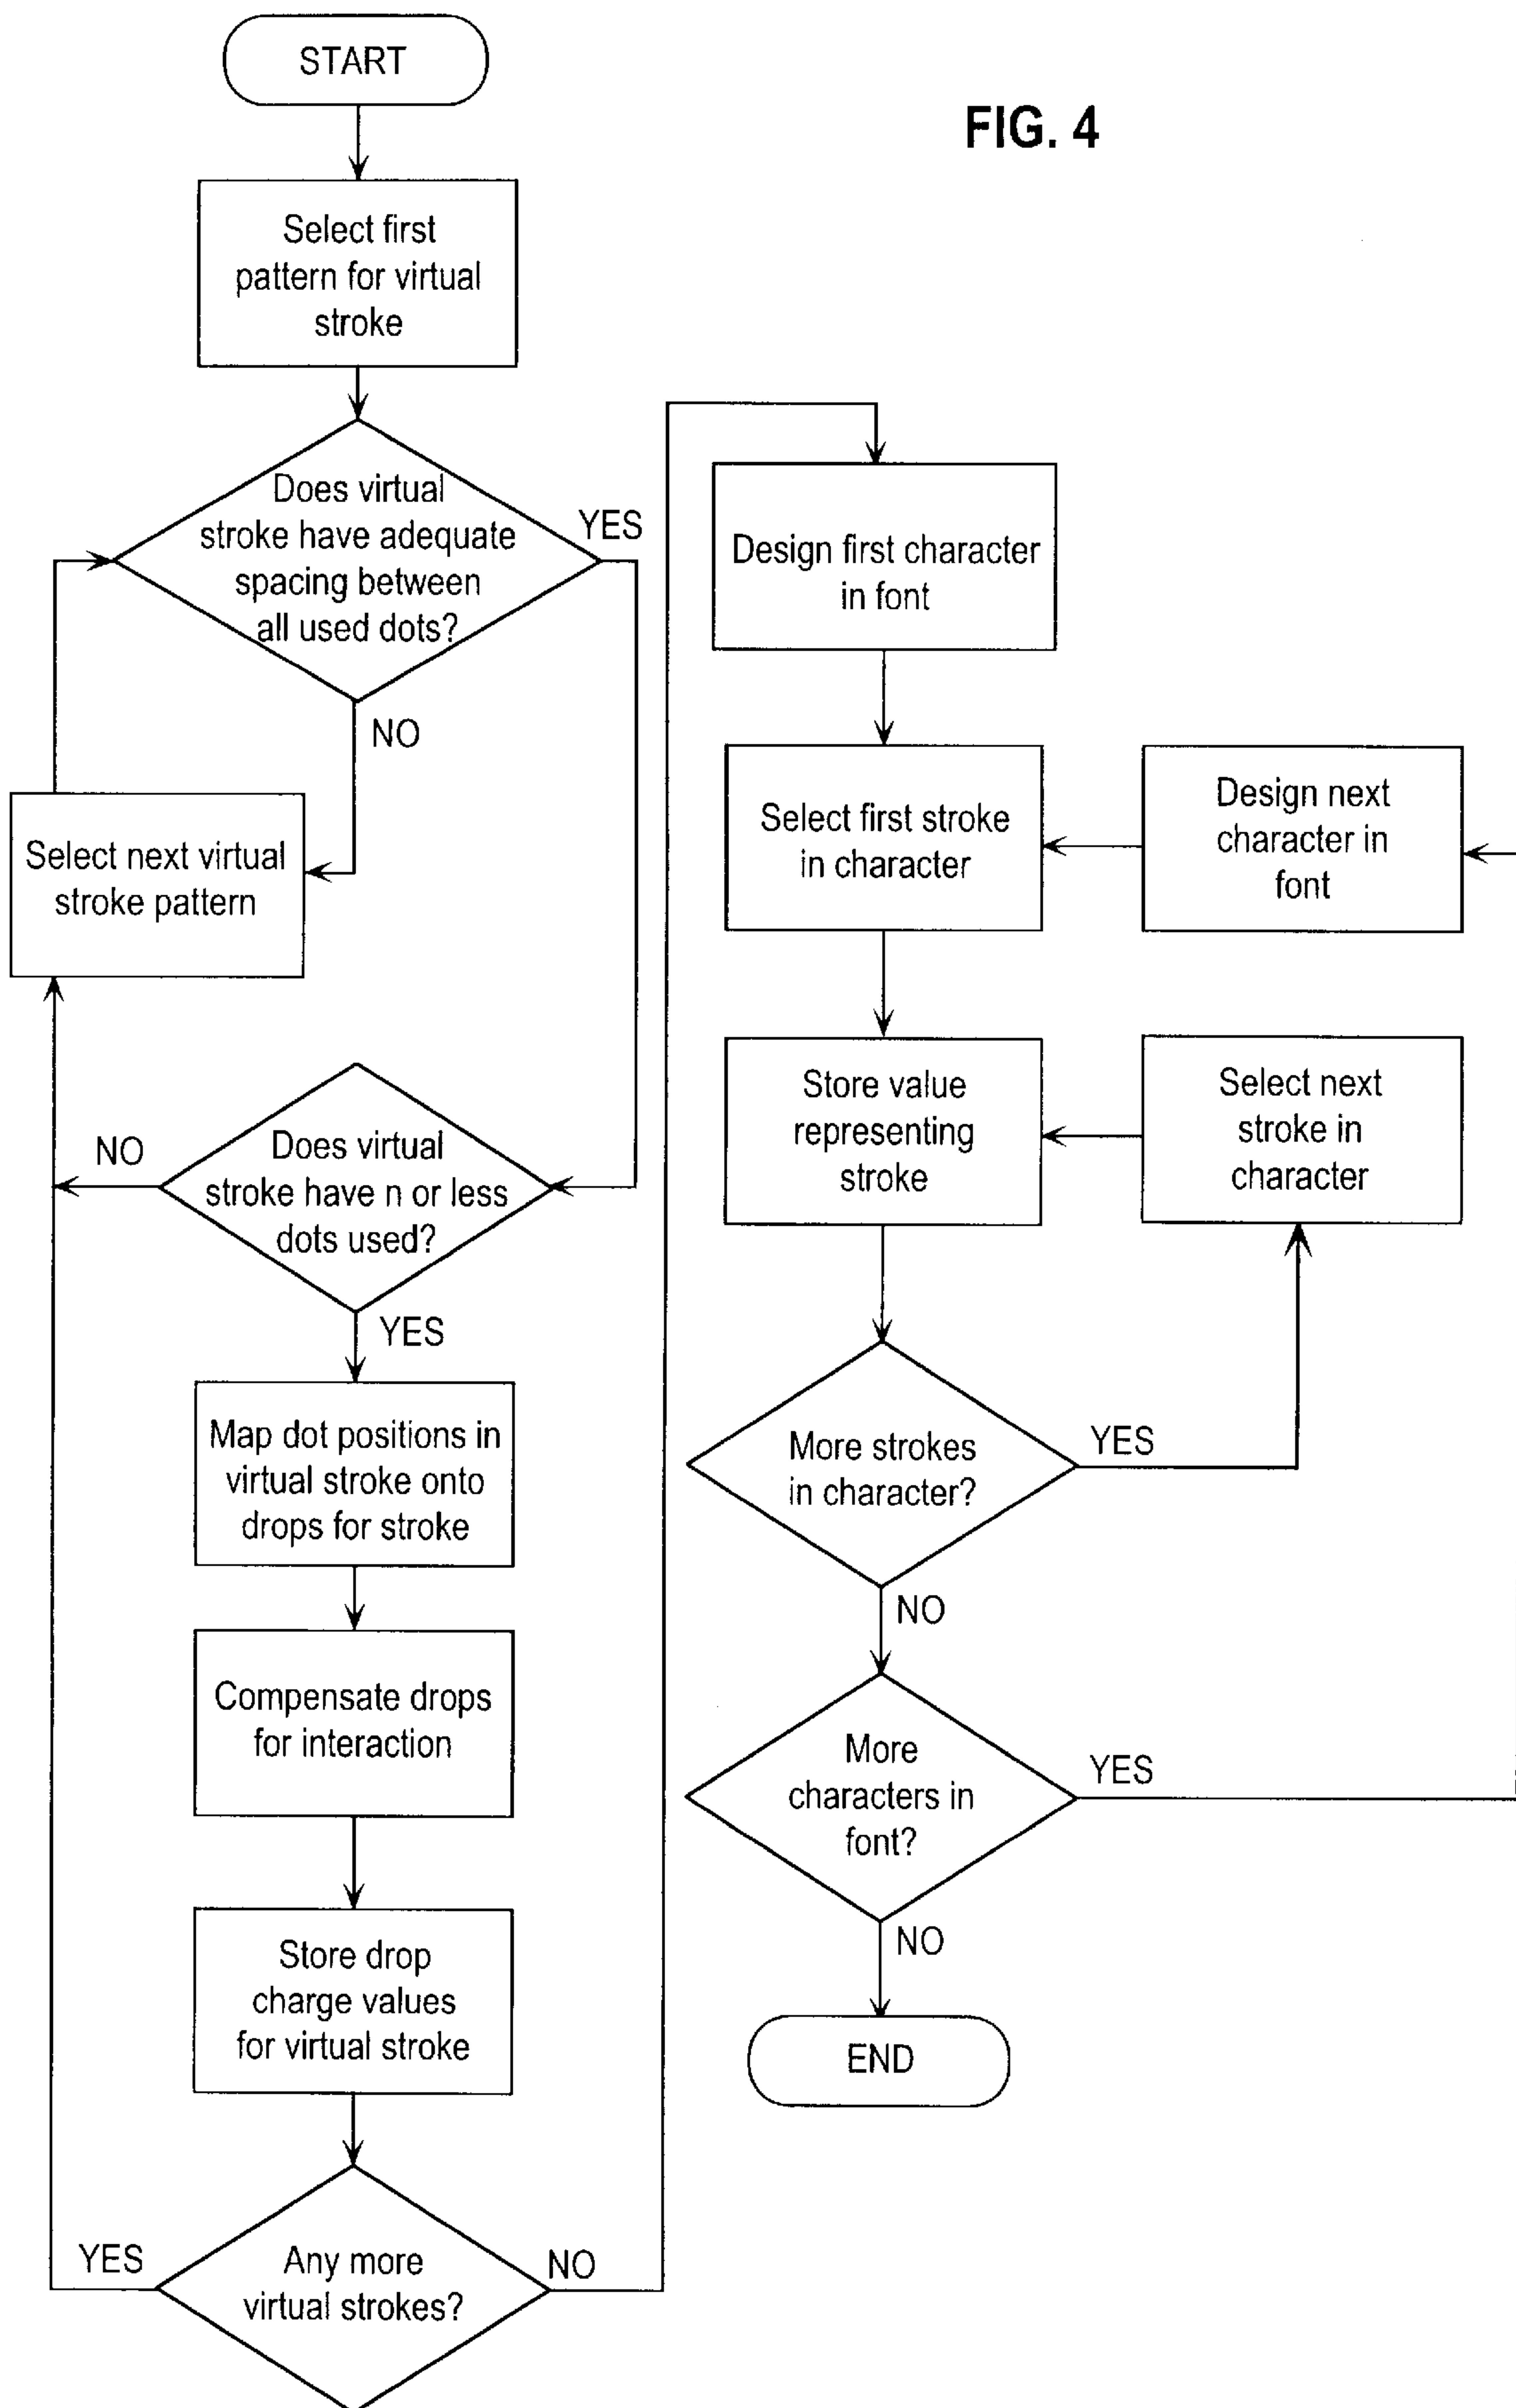 START
FIG. 4
Select first
pattern for virtual
stroke
Does virtual
stroke have adequate
spacing between
all used dots?
YES
NO
Select next virtual
stroke pattern
Does virtual
stroke have n or less
dots used?
NO
YES
Map dot positions in
virtual stroke onto
drops for stroke
Compensate drops
for interaction
Store drop
charge values
for virtual stroke
Any more
virtual strokes?
YES
NO
Design first character
in font
Select first stroke
in character
Design next
character in
font
Store value
representing
stroke
Select next
stroke in
character
More strokes
in character?
YES
NO
More
characters in
font?
YES
NO
END